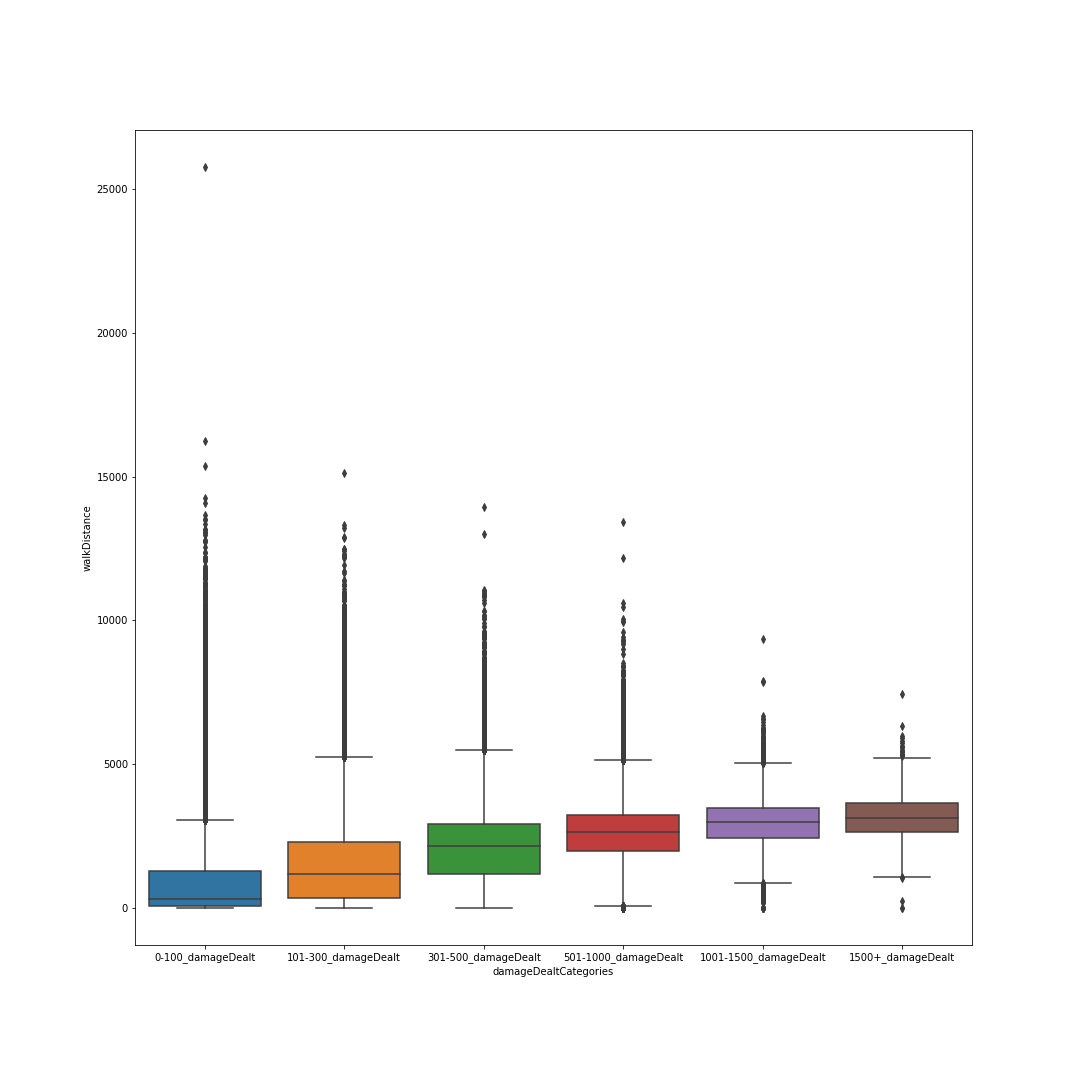 25000
20000
15000
10000
5000
0
walkDistance
0-100_damageDealt
101-300_damageDealt
301-500_damageDealt
501-1000_damageDealt
1001-1500_damageDealt
1500+_damageDealt
damageDealtCategories